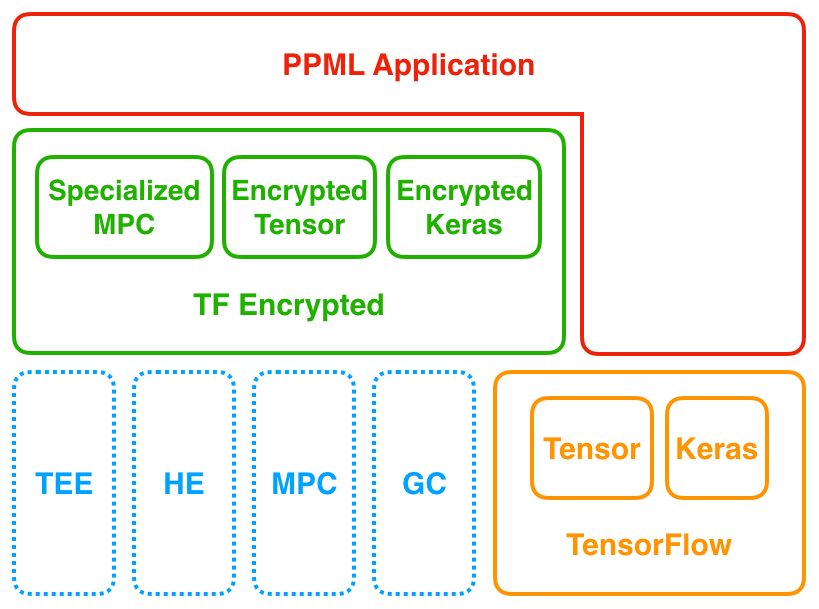 PPML Application
Specialized
MPC
Encrypted
Tensor
Encrypted
Keras
TF Encrypted
TEE
HE
MPC
GC
Tensor
Keras
TensorFlow